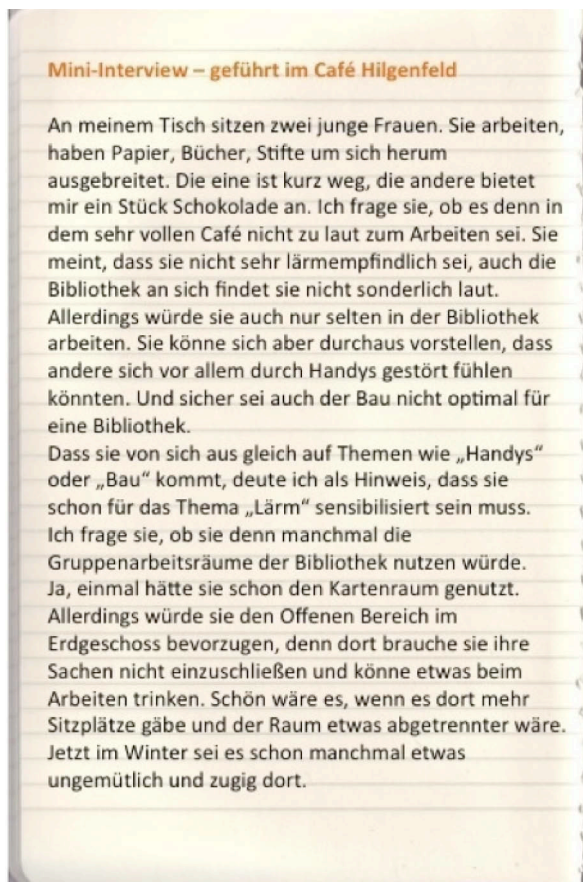 Mini-Interview – geführt im Café Hilgenfeld
An meinem Tisch sitzen zwei junge Frauen. Sie arbeiten,
haben Papier, Bücher, Stifte um sich herum
ausgebreitet. Die eine ist kurz weg, die andere bietet
mir ein Stück Schokolade an. Ich frage sie, ob es denn in
dem sehr vollen Café nicht zu laut zum Arbeiten sei. Sie
meint, dass sie nicht sehr lärmempfindlich sei, auch die
Bibliothek an sich findet sie nicht sonderlich laut.
Allerdings würde sie auch nur selten in der Bibliothek
arbeiten. Sie könne sich aber durchaus vorstellen, dass
andere sich vor allem durch Handys gestört fühlen
könnten. Und sicher sei auch der Bau nicht optimal für
eine Bibliothek.
Dass sie von sich aus gleich auf Themen wie „Handys“
oder „Bau“ kommt, deute ich als Hinweis, dass sie
schon für das Thema „Lärm“ sensibilisiert sein muss.
Ich frage sie, ob sie denn manchmal die
Gruppenarbeitsräume der Bibliothek nutzen würde.
Ja, einmal hätte sie schon den Kartenraum genutzt.
Allerdings würde sie den Offenen Bereich im
Erdgeschoss bevorzugen, denn dort brauche sie ihre
Sachen nicht einzuschließen und könne etwas beim
Arbeiten trinken. Schön wäre es, wenn es dort mehr
Sitzplätze gäbe und der Raum etwas abgetrennter wäre.
Jetzt im Winter sei es schon manchmal etwas
ungemütlich und zugig dort.